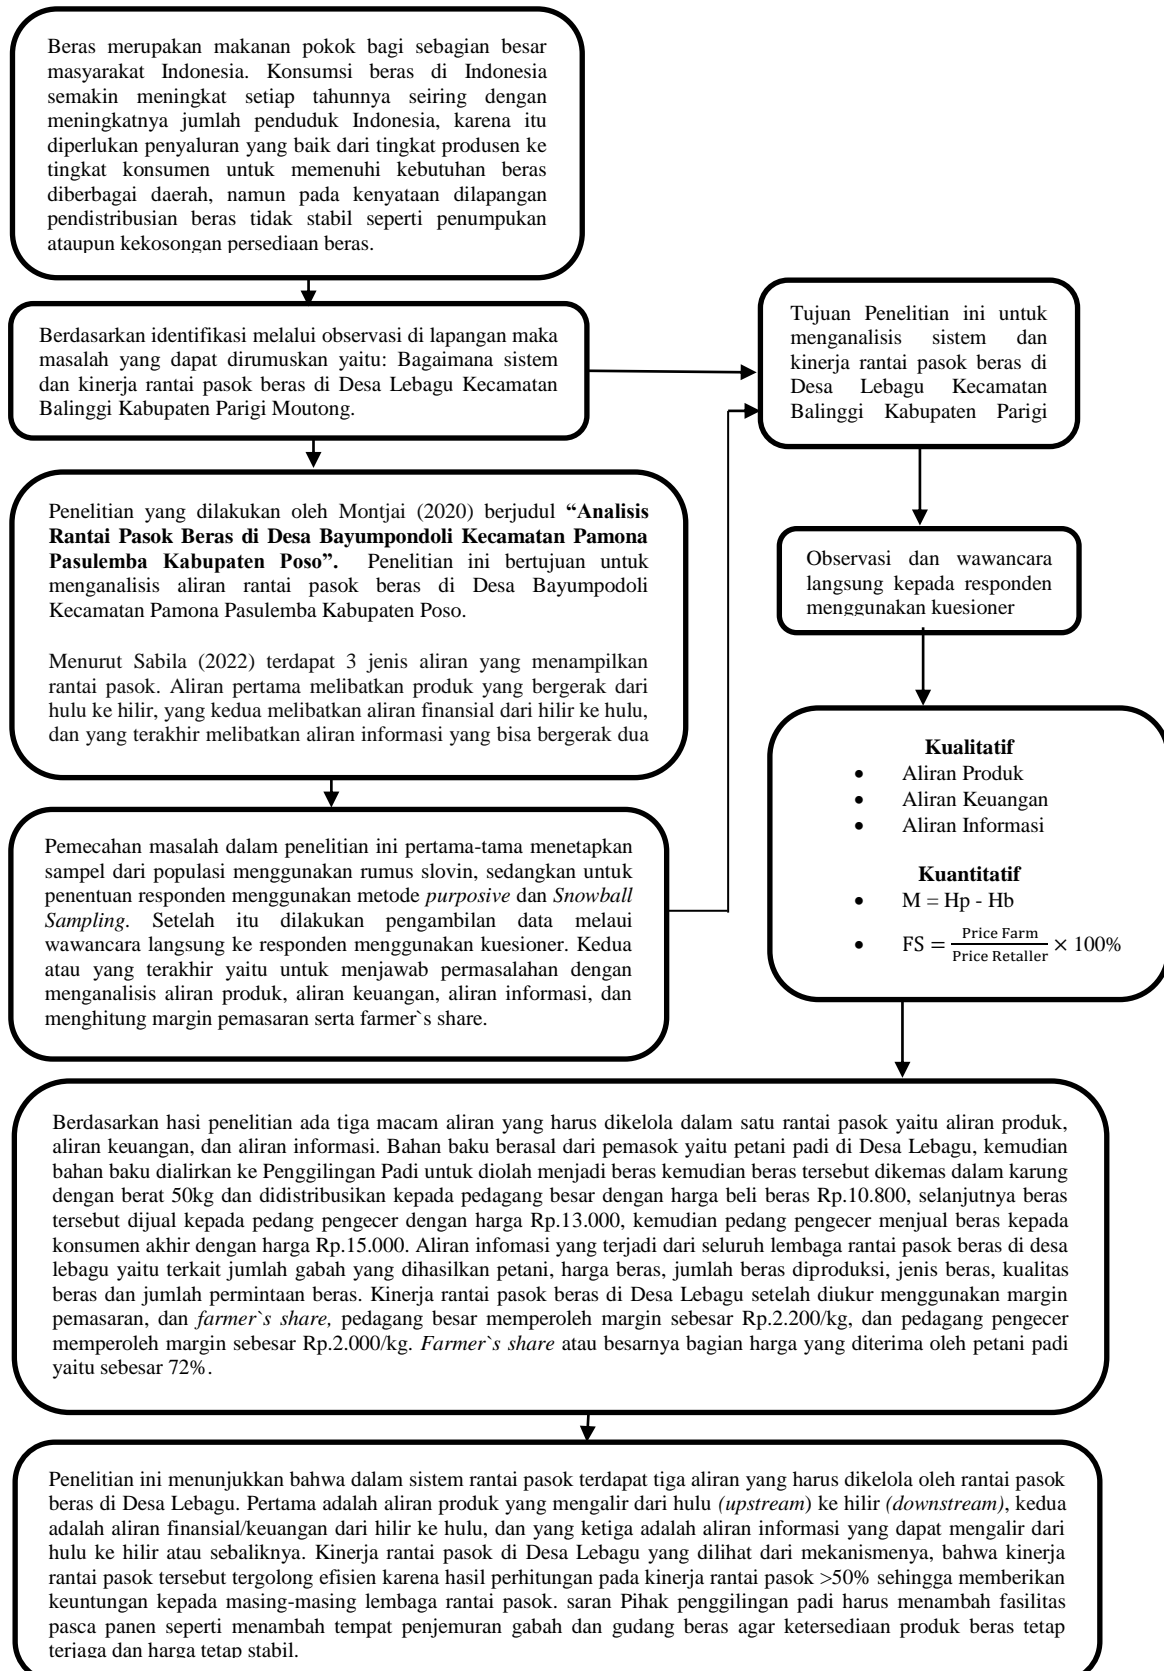 Beras merupakan makanan pokok bagi sebagian besar
masyarakat Indonesia. Konsumsi beras di Indonesia
semakin meningkat setiap tahunnya seiring dengan
meningkatnya jumlah penduduk Indonesia, karena itu
diperlukan penyaluran yang baik dari tingkat produsen ke
tingkat konsumen untuk memenuhi kebutuhan beras
diberbagai daerah, namun pada kenyataan dilapangan
pendistribusian beras tidak stabil seperti penumpukan
ataupun kekosongan persediaan beras.
Berdasarkan identifikasi melalui observasi di lapangan maka
masalah yang dapat dirumuskan yaitu: Bagaimana sistem
dan kinerja rantai pasok beras di Desa Lebagu Kecamatan
Balinggi Kabupaten Parigi Moutong.
Penelitian yang dilakukan oleh Montjai (2020) berjudul “Analisis
Rantai Pasok Beras di Desa Bayumpondoli Kecamatan Pamona
Pasulemba Kabupaten Poso”. Penelitian ini bertujuan untuk
menganalisis aliran rantai pasok beras di Desa Bayumpodoli
Kecamatan Pamona Pasulemba Kabupaten Poso.
Menurut Sabila (2022) terdapat 3 jenis aliran yang menampilkan
rantai pasok. Aliran pertama melibatkan produk yang bergerak dari
hulu ke hilir, yang kedua melibatkan aliran finansial dari hilir ke hulu,
dan yang terakhir melibatkan aliran informasi yang bisa bergerak dua
Pemecahan masalah dalam penelitian ini pertama-tama menetapkan
sampel dari populasi menggunakan rumus slovin, sedangkan untuk
penentuan responden menggunakan metode purposive dan Snowball
Sampling. Setelah itu dilakukan pengambilan data melaui
wawancara langsung ke responden menggunakan kuesioner. Kedua
atau yang terakhir yaitu untuk menjawab permasalahan dengan
menganalisis aliran produk, aliran keuangan, aliran informasi, dan
menghitung margin pemasaran serta farmer`s share.
Tujuan Penelitian ini untuk
menganalisis sistem dan
kinerja rantai pasok beras di
Desa Lebagu Kecamatan
Balinggi Kabupaten Parigi
Observasi dan wawancara
langsung kepada responden
menggunakan kuesioner
Kualitatif
• Aliran Produk
• Aliran Keuangan
• Aliran Informasi
Kuantitatif
• M = Hp - Hb
• FS = Price Farm / Price Retaller × 100%
Berdasarkan hasi penelitian ada tiga macam aliran yang harus dikelola dalam satu rantai pasok yaitu aliran produk,
aliran keuangan, dan aliran informasi. Bahan baku berasal dari pemasok yaitu petani padi di Desa Lebagu, kemudian
bahan baku dialirkan ke Penggilingan Padi untuk diolah menjadi beras kemudian beras tersebut dikemas dalam karung
dengan berat 50kg dan didistribusikan kepada pedagang besar dengan harga beli beras Rp.10.800, selanjutnya beras
tersebut dijual kepada pedang pengecer dengan harga Rp.13.000, kemudian pedang pengecer menjual beras kepada
konsumen akhir dengan harga Rp.15.000. Aliran infomasi yang terjadi dari seluruh lembaga rantai pasok beras di desa
lebagu yaitu terkait jumlah gabah yang dihasilkan petani, harga beras, jumlah beras diproduksi, jenis beras, kualitas
beras dan jumlah permintaan beras. Kinerja rantai pasok beras di Desa Lebagu setelah diukur menggunakan margin
pemasaran, dan farmer`s share, pedagang besar memperoleh margin sebesar Rp.2.200/kg, dan pedagang pengecer
memperoleh margin sebesar Rp.2.000/kg. Farmer`s share atau besarnya bagian harga yang diterima oleh petani padi
yaitu sebesar 72%.
Penelitian ini menunjukkan bahwa dalam sistem rantai pasok terdapat tiga aliran yang harus dikelola oleh rantai pasok
beras di Desa Lebagu. Pertama adalah aliran produk yang mengalir dari hulu (upstream) ke hilir (downstream), kedua
adalah aliran finansial/keuangan dari hilir ke hulu, dan yang ketiga adalah aliran informasi yang dapat mengalir dari
hulu ke hilir atau sebaliknya. Kinerja rantai pasok di Desa Lebagu yang dilihat dari mekanismenya, bahwa kinerja
rantai pasok tersebut tergolong efisien karena hasil perhitungan pada kinerja rantai pasok >50% sehingga memberikan
keuntungan kepada masing-masing lembaga rantai pasok. saran Pihak penggilingan padi harus menambah fasilitas
pasca panen seperti menambah tempat penjemuran gabah dan gudang beras agar ketersediaan produk beras tetap
terjaga dan harga tetap stabil.